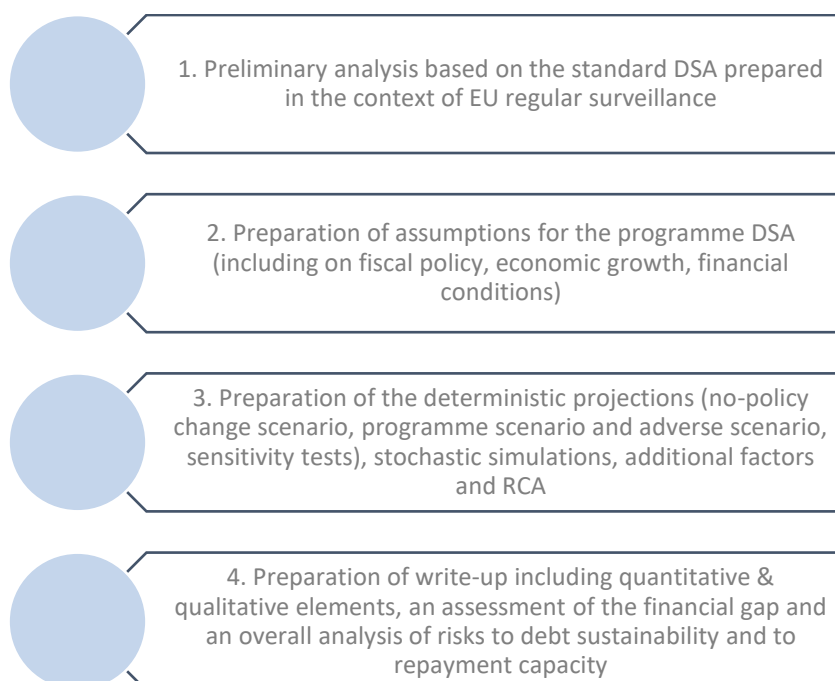 1. Preliminary analysis based on the standard DSA prepared
in the context of EU regular surveillance
2. Preparation of assumptions for the programme DSA
(including on fiscal policy, economic growth, financial
conditions)
3. Preparation of the deterministic projections (no-policy
change scenario, programme scenario and adverse scenario,
sensitivity tests), stochastic simulations, additional factors
and RCA
4. Preparation of write-up including quantitative &
qualitative elements, an assessment of the financial gap and
an overall analysis of risks to debt sustainability and to
repayment capacity